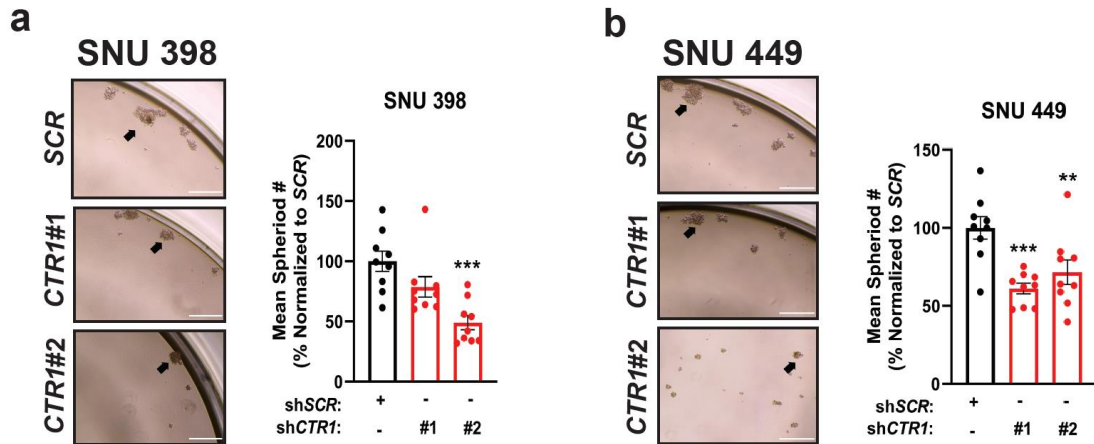 a
SNU 398
SCR
CTR1#1
CTR1#2
SNU 398
Mean Spheriod #
(% Normalized to SCR)
200
150
100
50
0
***
shSCR: + - -
shCTR1: - #1 #2
b
SNU 449
SCR
CTR1#1
CTR1#2
SNU 449
Mean Spheriod #
(% Normalized to SCR)
150
100
50
0
***
**
shSCR: + - -
shCTR1: - #1 #2